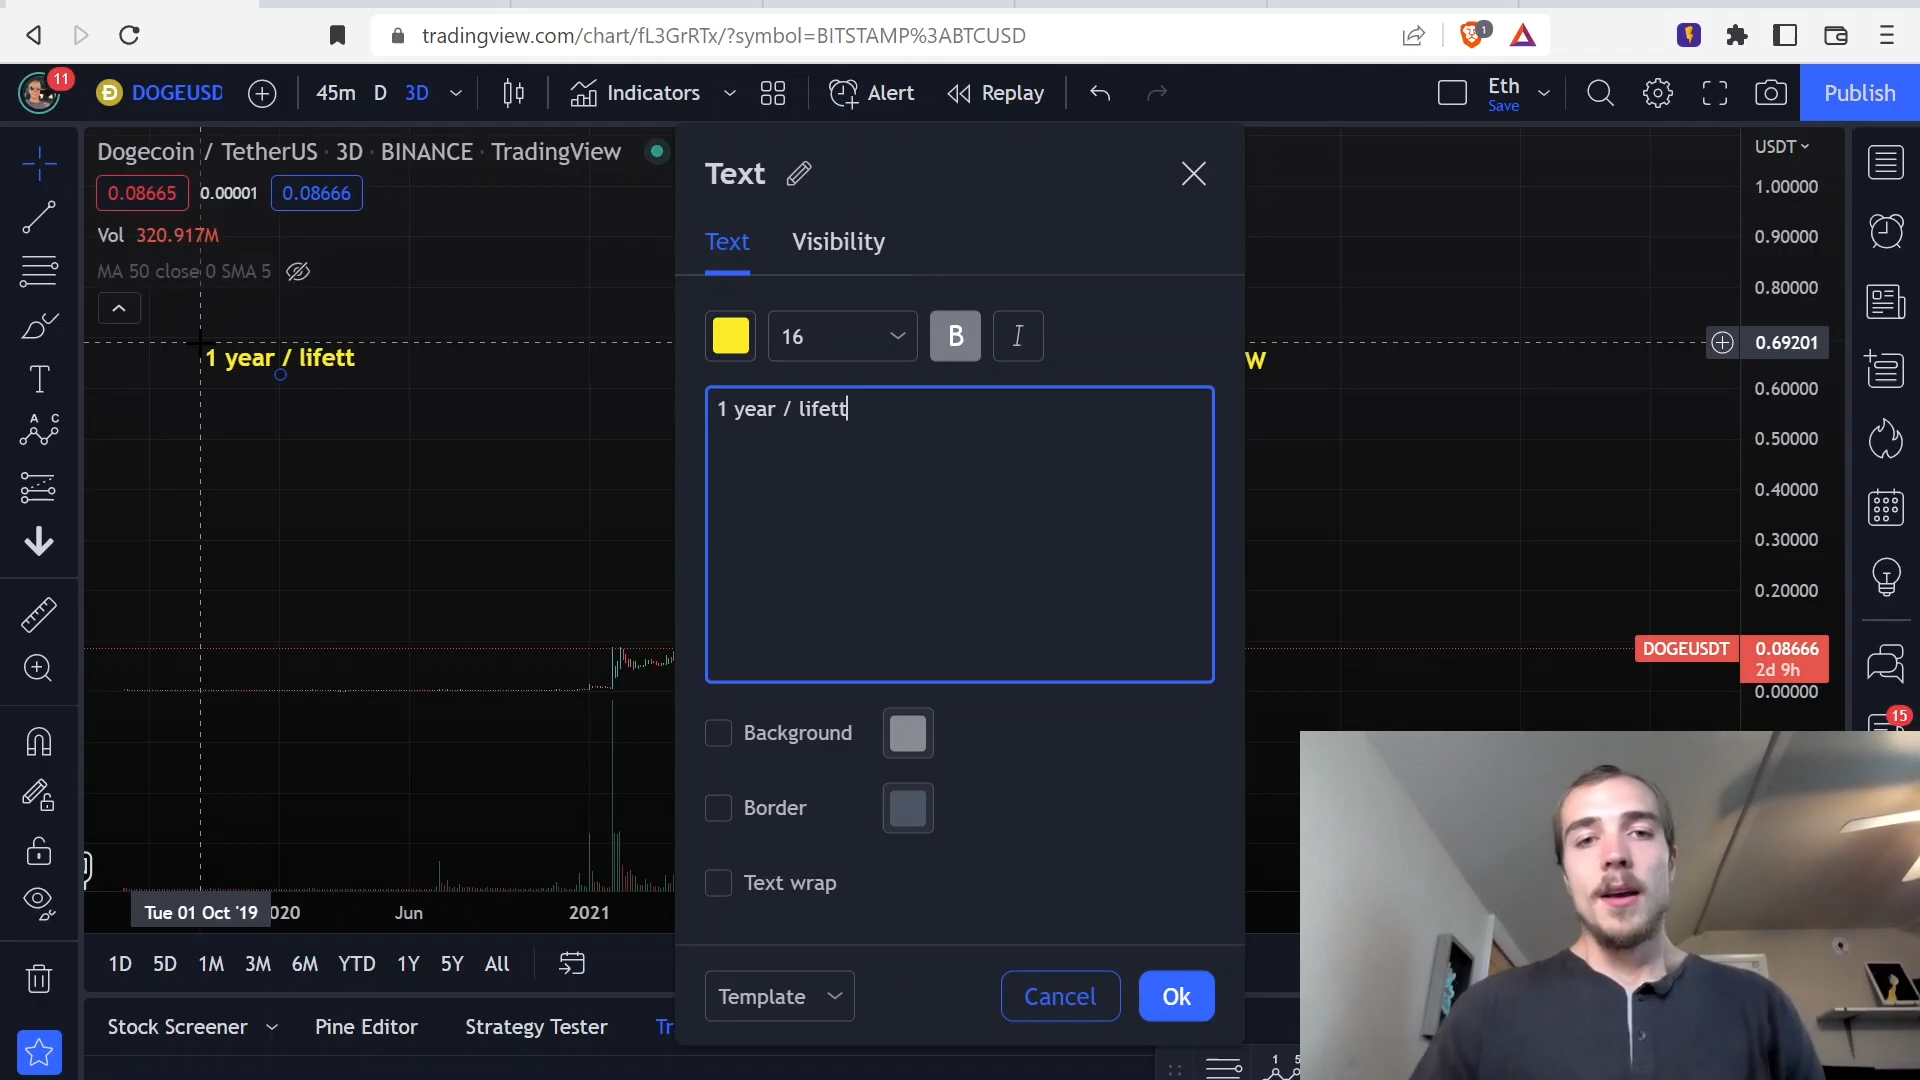 tradingview.com/chart/fL3GrRTx/?symbol=BITSTAMP%3ABTCUSD
1
11
DOGEUSD
45m D 3D
Indicators
Alert
Replay
Eth
Save
Publish
Dogecoin / TetherUS · 3D · BINANCE · TradingView
0.08665 0.00001 0.08666
Vol 320.917M
MA 50 close 0 SMA 5
1 year / lifett
W
Text
Text Visibility
16 B I
1 year / lifett
Background
Border
Text wrap
Template
Cancel Ok
USDT
1.00000
0.90000
0.80000
0.69201
0.60000
0.50000
0.40000
0.30000
0.20000
DOGEUSDT 0.08666
2d 9h
0.00000
15
Tue 01 Oct '19 020 Jun 2021
1D 5D 1M 3M 6M YTD 1Y 5Y All
Stock Screener Pine Editor Strategy Tester Tr
A C
T
1 5